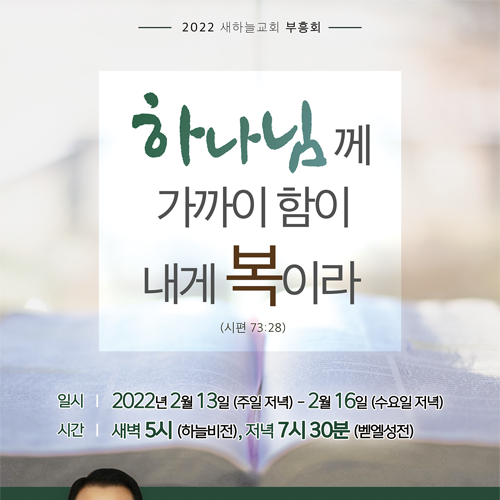 2022 새하늘교회 부흥회
하나님께
가까이 함이
내게 복이라
(시편 73:28)
일시 | 2022년 2월 13일 (주일 저녁) - 2월 16일 (수요일 저녁)
시간 | 새벽 5시 (하늘비전), 저녁 7시 30분 (벧엘성전)